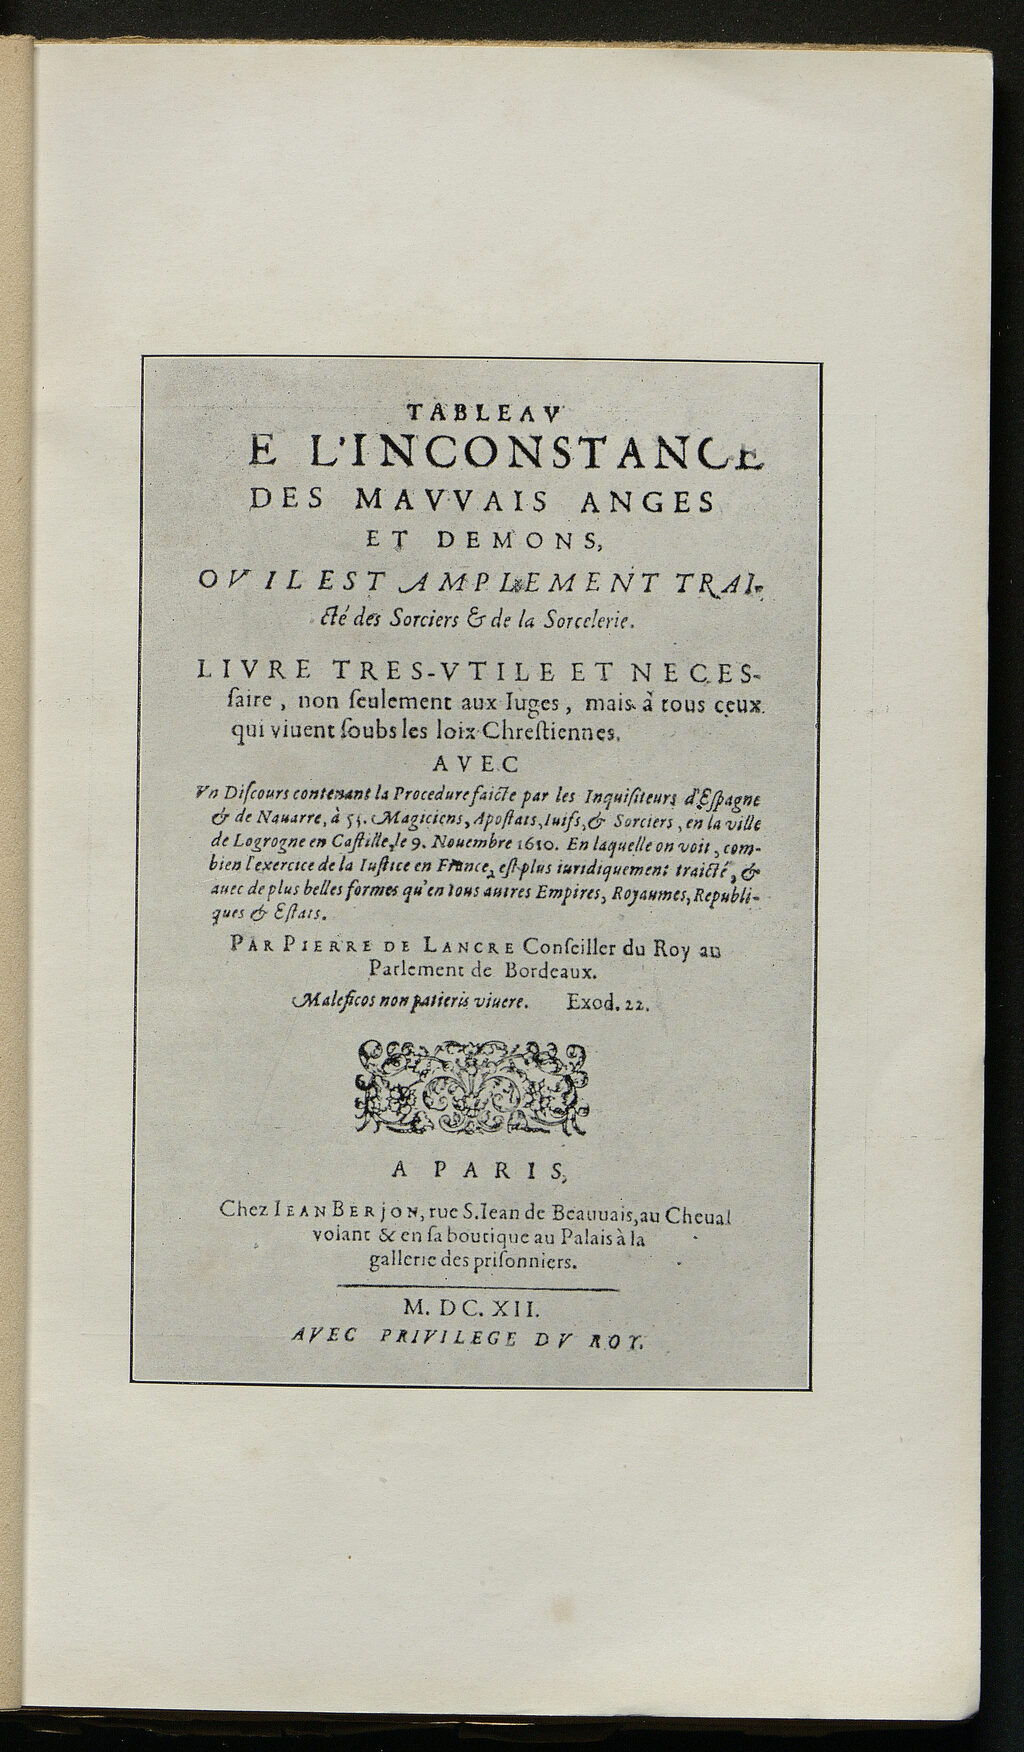 TABLEAV
E L'INCONSTANCE
DES MAVVAIS ANGES
ET DEMONS,
OV IL EST AMPLEMENT TRAI-
cté des Sorciers & de la Sorcelerie.
LIVRE TRES-VTILE ET NECES-
ſaire, non ſeulement aux Iuges, mais à tous ceux
qui viuent ſoubs les loix Chreſtiennes.
AVEC
Vn Diſcours contenant la Procedure faicte par les Inquiſiteurs d'Eſpagne
& de Nauarre, à 53. Magiciens, Apoſtats, Iuifs, & Sorciers, en la ville
de Logrogne en Caſtille, le 9. Nouembre 1610. En laquelle on voit, com-
bien l'exercice de la Iuſtice en France, eſt plus iuridiquement traicté, &
auec de plus belles formes qu'en tous autres Empires, Royaumes, Republi-
ques & Eſtats.
PAR PIERRE DE LANCRE Conſeiller du Roy au
Parlement de Bordeaux.
Maleficos non patieris viuere. Exod. 22.
A PARIS,
Chez IEAN BERJON, rue S. Iean de Beauuais, au Cheual
volant & en ſa boutique au Palais à la
gallerie des priſonniers.
M. DC. XII.
AVEC PRIVILEGE DV ROY.